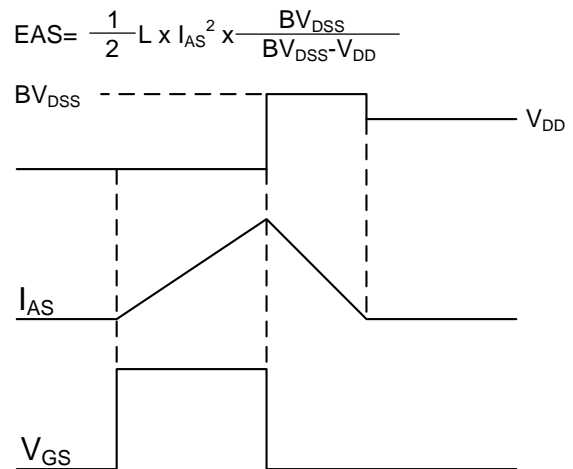 EAS= 1/2 L x I_AS^2 x BV_DSS/(BV_DSS-V_DD)
BV_DSS
V_DD
I_AS
V_GS